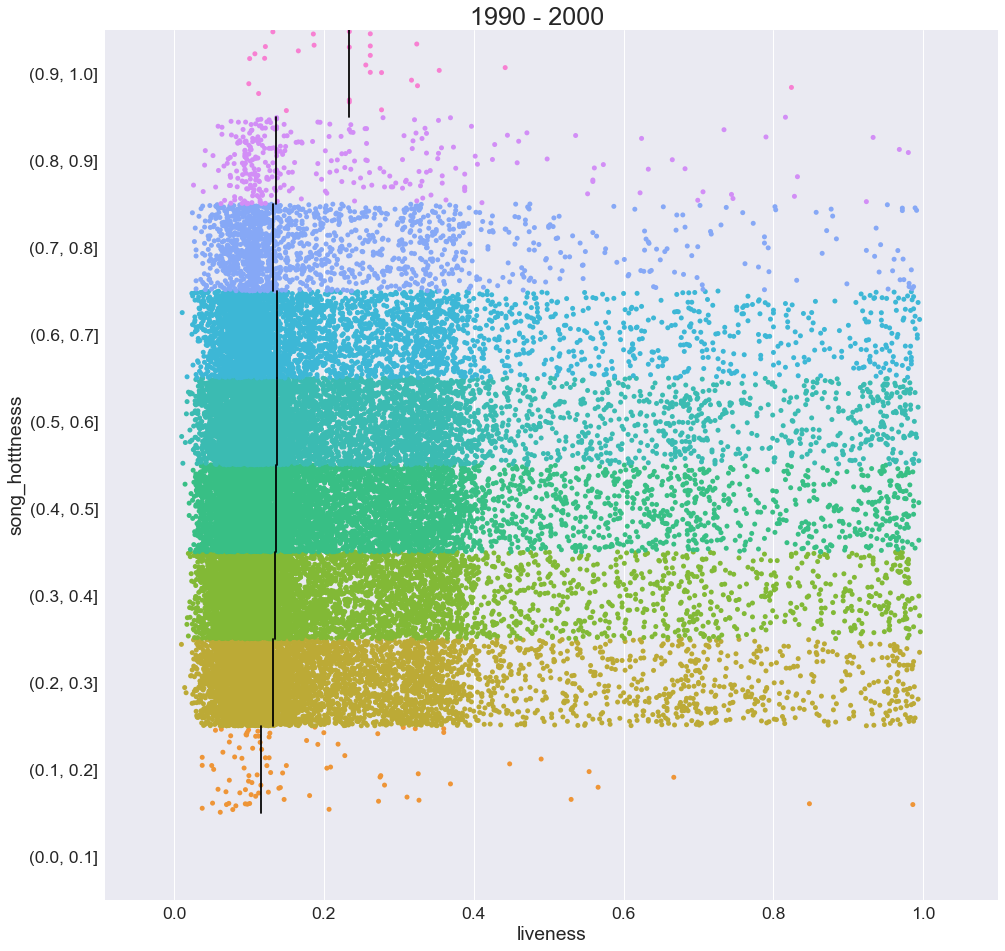 1990 - 2000
(0.9, 1.0]
(0.8, 0.9]
(0.7, 0.8]
(0.6, 0.7]
(0.5, 0.6]
(0.4, 0.5]
(0.3, 0.4]
(0.2, 0.3]
(0.1, 0.2]
(0.0, 0.1]
song_hotttnesss
0.0 0.2 0.4 0.6 0.8 1.0
liveness